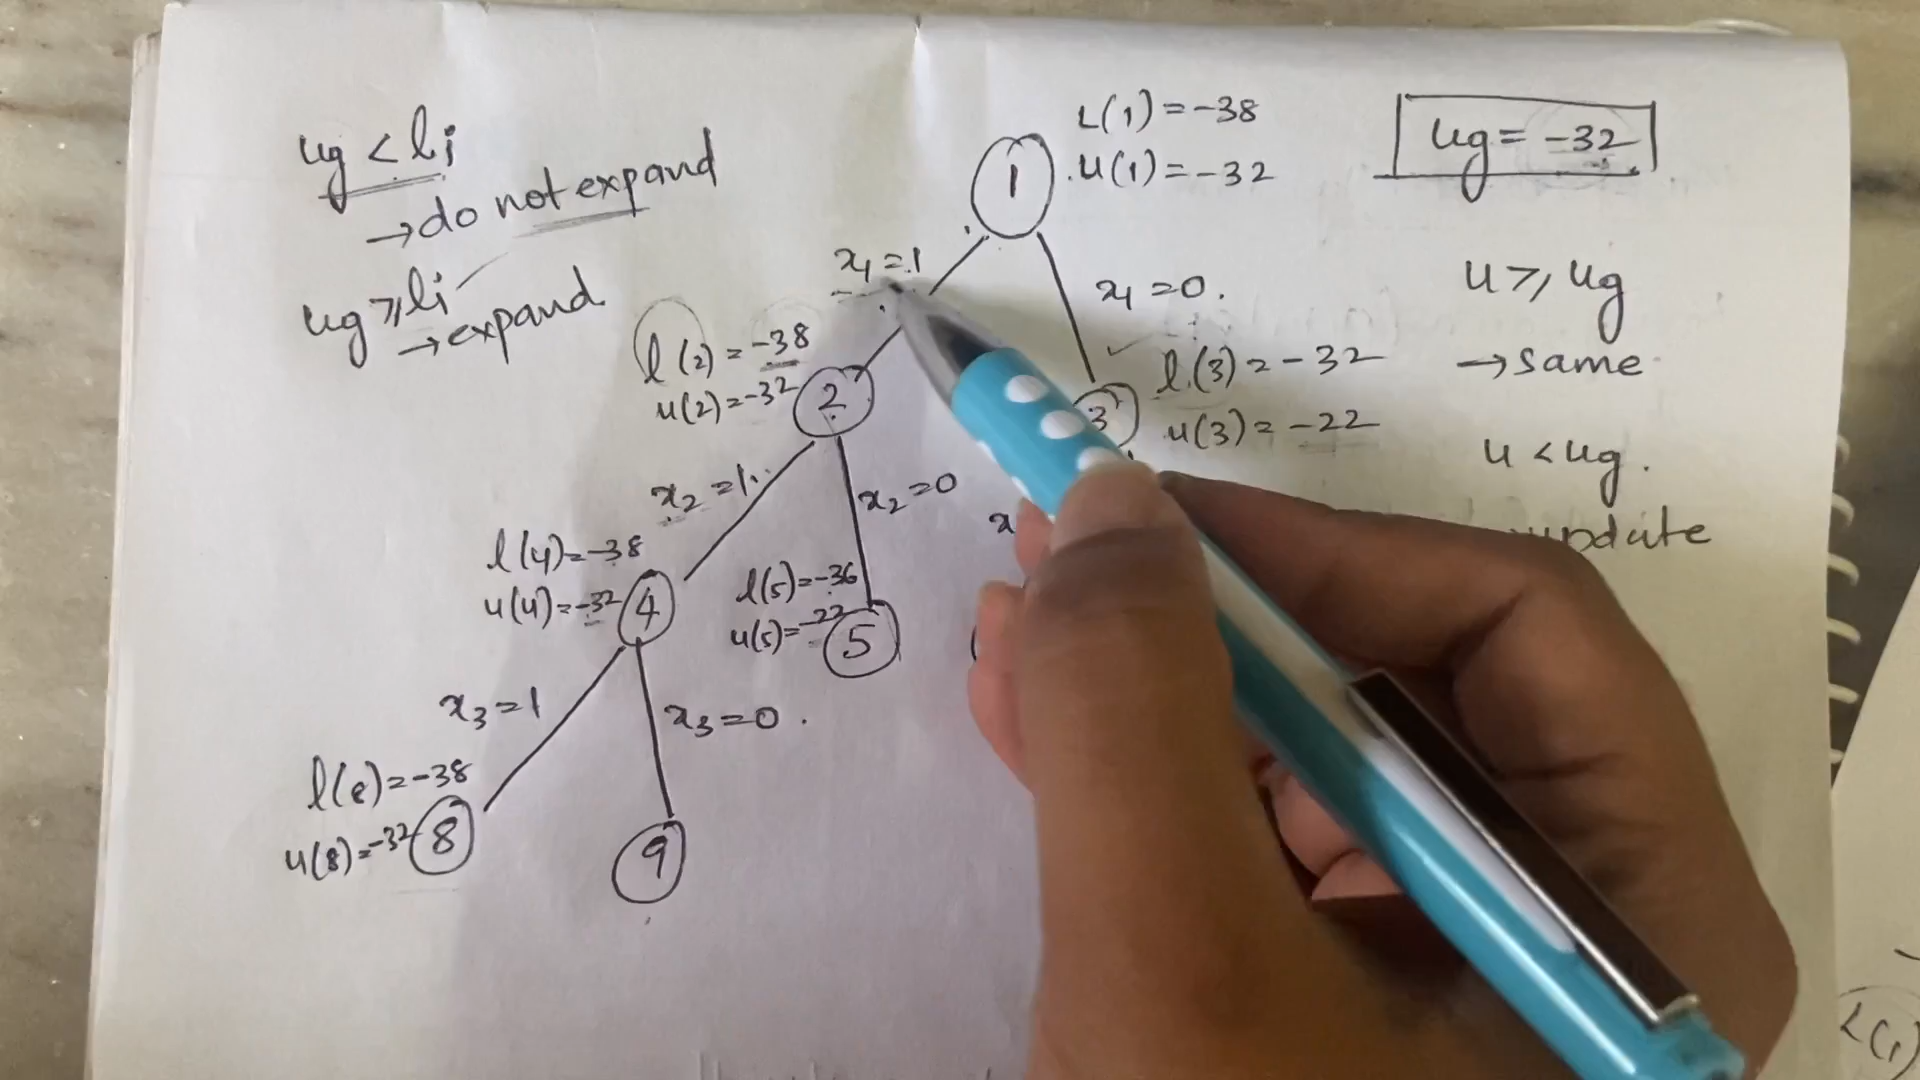 ug < li
→ do not expand
ug ≥ li
→ expand
L(1) = -38
U(1) = -32
ug = -32
1
x1 = 1
x1 = 0.
u ≥ ug
→ same
u < ug.
update
l(2) = -38
u(2) = -32
2
l(3) = -32
u(3) = -22
3
x2 = 1
x2 = 0
x
l(4) = -38
u(4) = -32
4
l(5) = -36
u(5) = -22
5
x3 = 1
x3 = 0.
l(8) = -38
u(8) = -32
8
9
L(1)